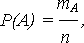 P(A) = m_A / n,